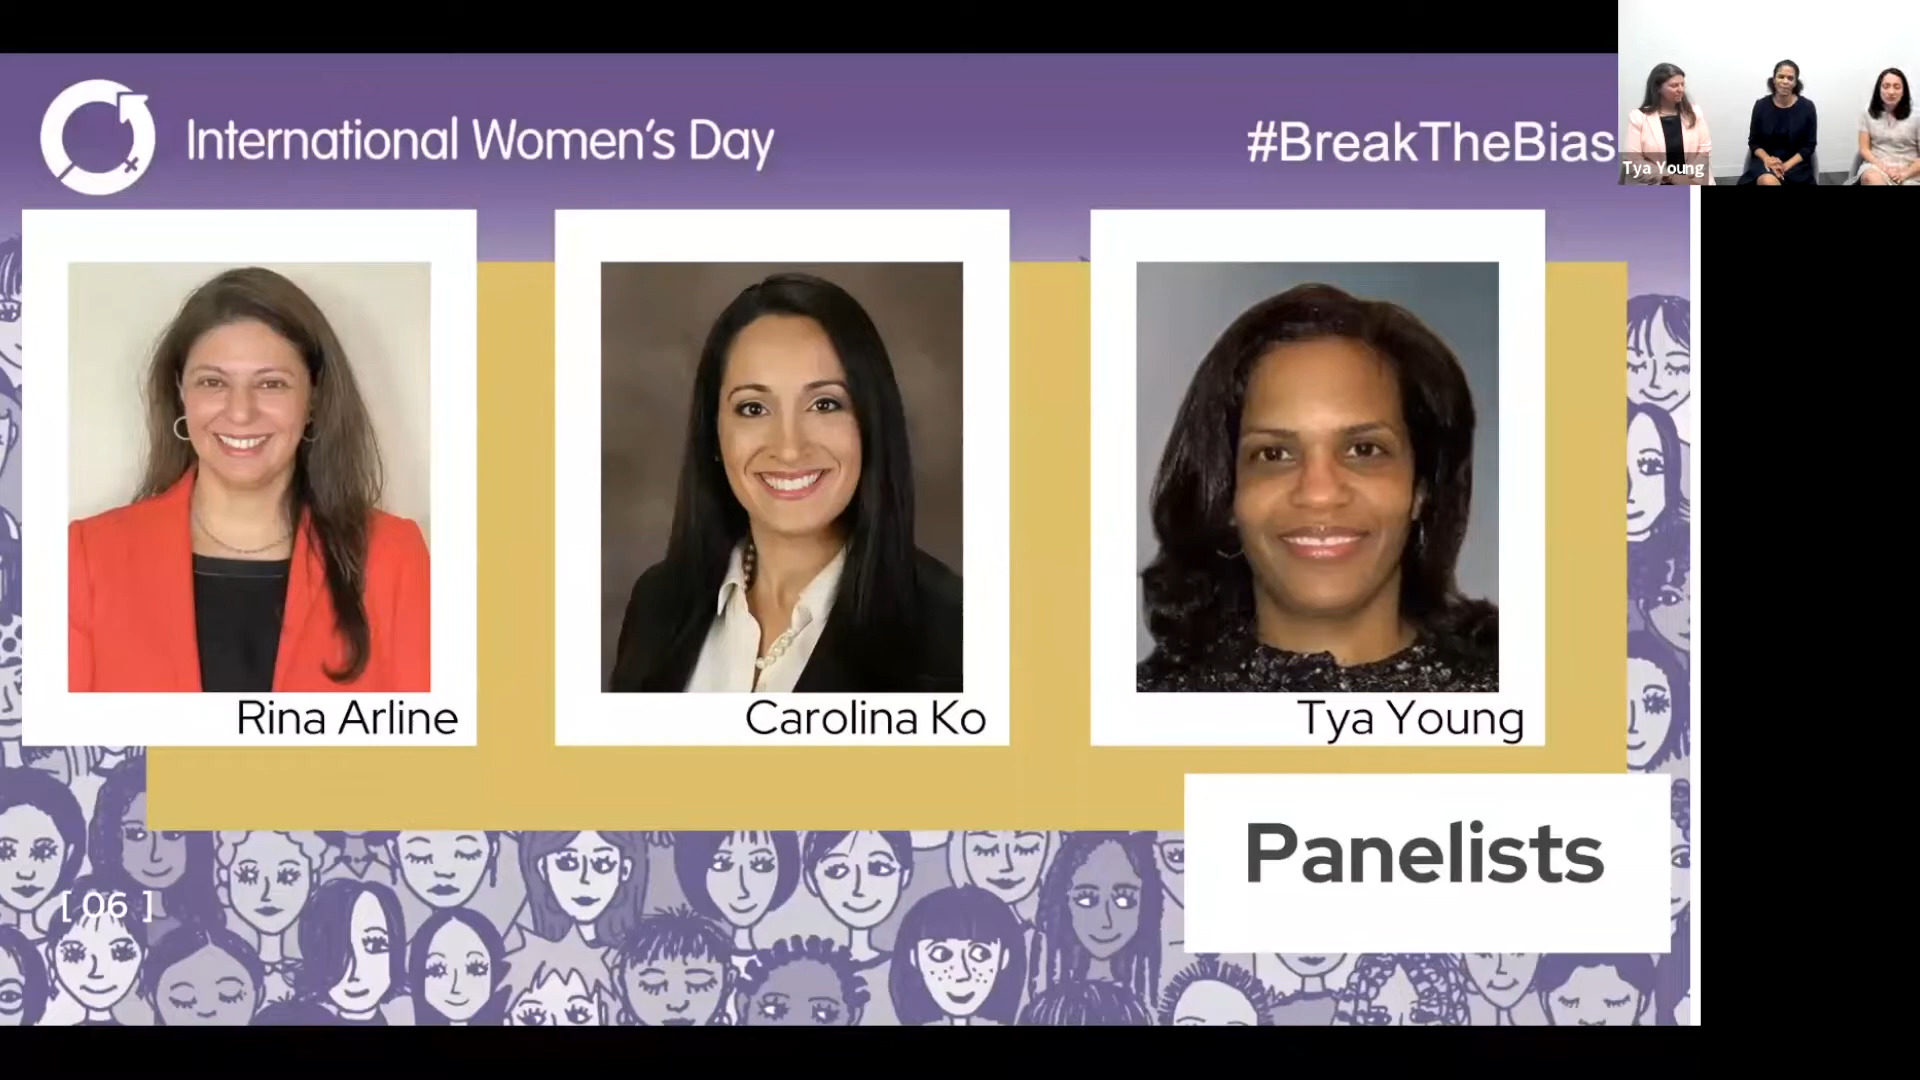 International Women's Day
#BreakTheBias
Tya Young
Rina Arline
Carolina Ko
Tya Young
Panelists
[ 06 ]